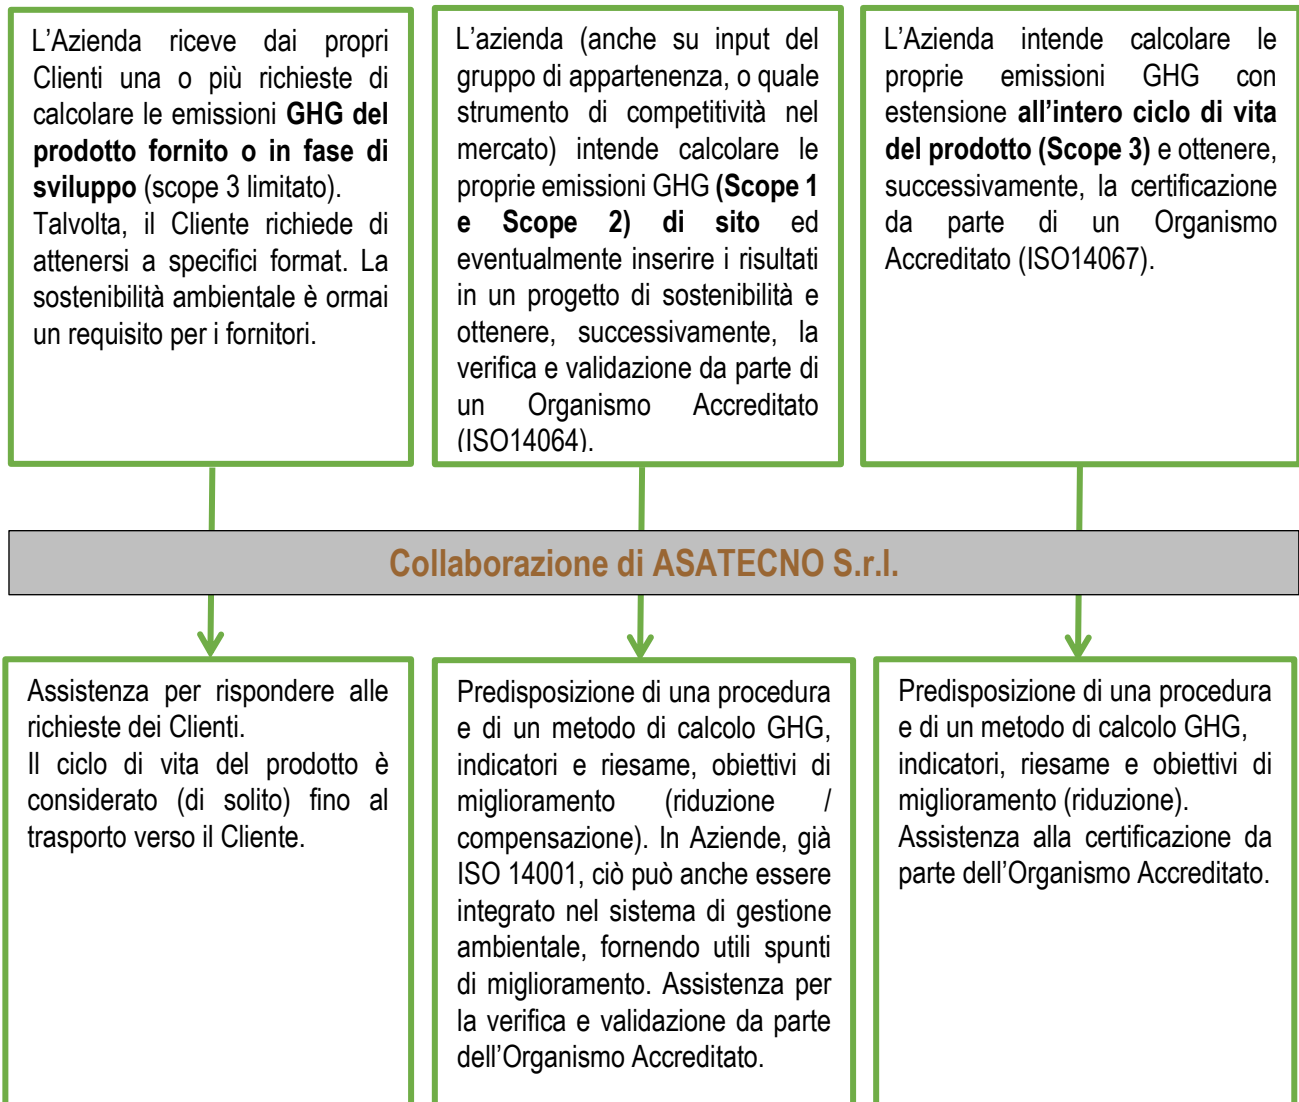 L’Azienda riceve dai propri
Clienti una o più richieste di
calcolare le emissioni GHG del
prodotto fornito o in fase di
sviluppo (scope 3 limitato).
Talvolta, il Cliente richiede di
attenersi a specifici format. La
sostenibilità ambientale è ormai
un requisito per i fornitori.
L’azienda (anche su input del
gruppo di appartenenza, o quale
strumento di competitività nel
mercato) intende calcolare le
proprie emissioni GHG (Scope 1
e Scope 2) di sito ed
eventualmente inserire i risultati
in un progetto di sostenibilità e
ottenere, successivamente, la
verifica e validazione da parte di
un Organismo Accreditato
(ISO14064).
L’Azienda intende calcolare le
proprie emissioni GHG con
estensione all’intero ciclo di vita
del prodotto (Scope 3) e ottenere,
successivamente, la certificazione
da parte di un Organismo
Accreditato (ISO14067).
Collaborazione di ASATECNO S.r.l.
Assistenza per rispondere alle
richieste dei Clienti.
Il ciclo di vita del prodotto è
considerato (di solito) fino al
trasporto verso il Cliente.
Predisposizione di una procedura
e di un metodo di calcolo GHG,
indicatori e riesame, obiettivi di
miglioramento (riduzione /
compensazione). In Aziende, già
ISO 14001, ciò può anche essere
integrato nel sistema di gestione
ambientale, fornendo utili spunti
di miglioramento. Assistenza per
la verifica e validazione da parte
dell’Organismo Accreditato.
Predisposizione di una procedura
e di un metodo di calcolo GHG,
indicatori, riesame e obiettivi di
miglioramento (riduzione).
Assistenza alla certificazione da
parte dell’Organismo Accreditato.